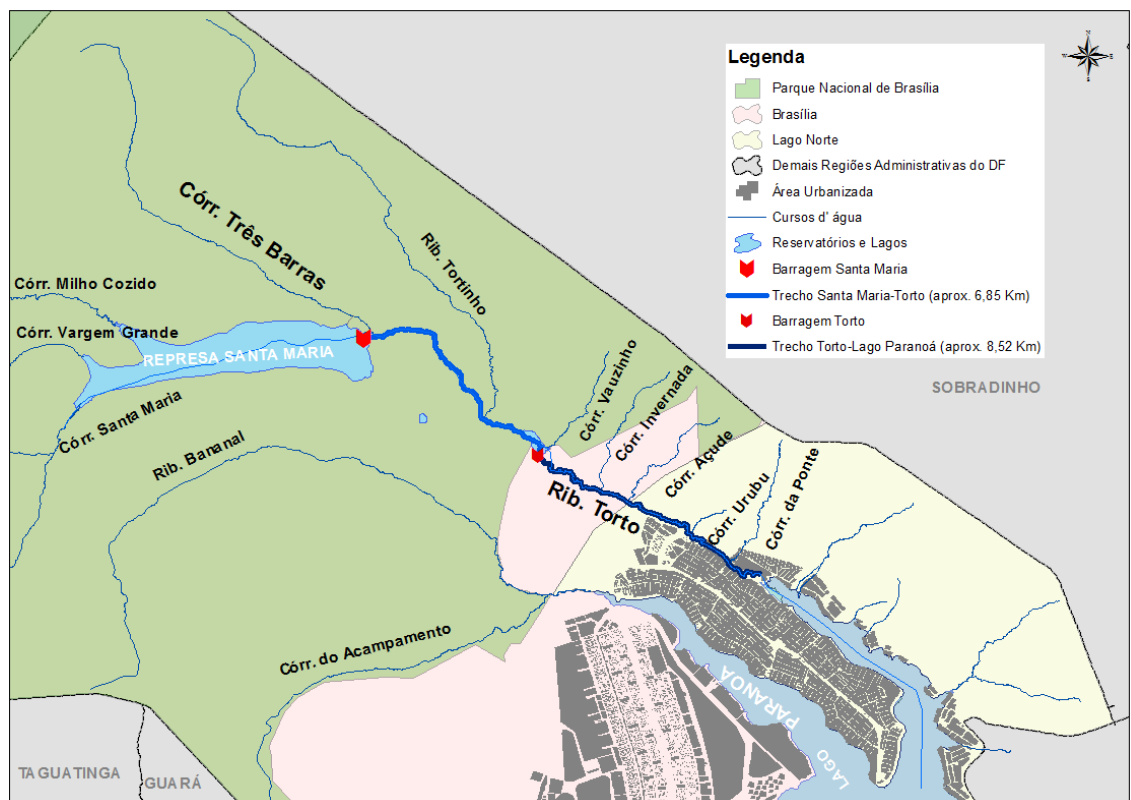 Legenda
Parque Nacional de Brasília
Brasília
Lago Norte
Demais Regiões Administrativas do DF
Área Urbanizada
Cursos d' água
Reservatórios e Lagos
Barragem Santa Maria
Trecho Santa Maria-Torto (aprox. 6,85 Km)
Barragem Torto
Trecho Torto-Lago Paranoá (aprox. 8,52 Km)
Córr. Três Barras
Rib. Tortinho
Córr. Milho Cozido
Córr. Vargem Grande
REPRESA SANTA MARIA
Córr. Santa Maria
Rib. Bananal
Córr. Vauzinho
Córr. Invernada
Córr. Açude
Córr. Urubu
Córr. da Ponte
Rib. Torto
SOBRADINHO
Córr. do Acampamento
LAGO PARANOÁ
TAGUATINGA
GUARÁ